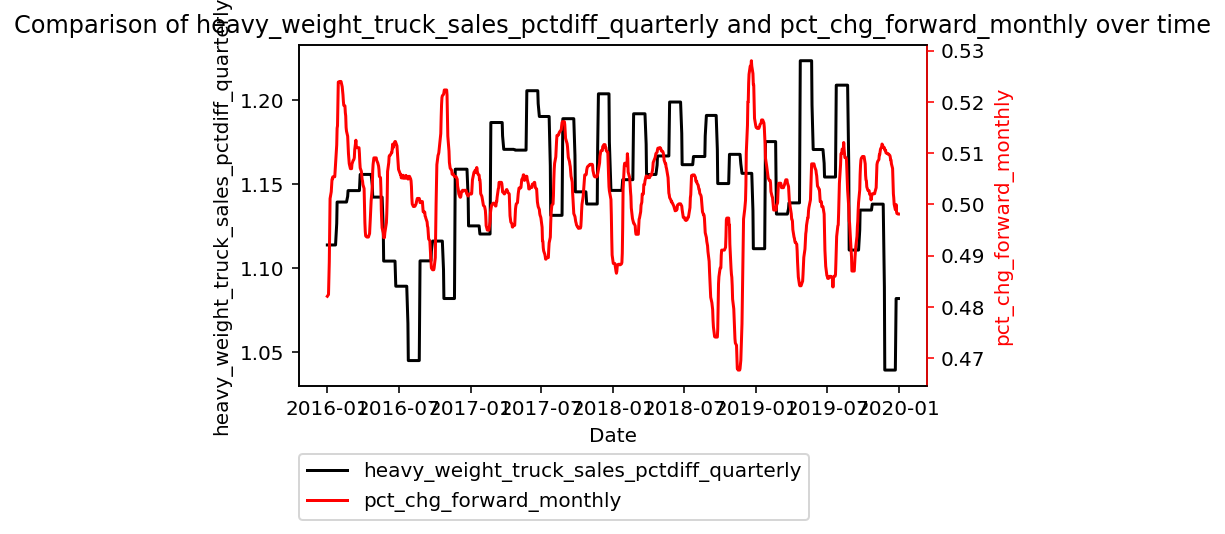 Comparison of heavy_weight_truck_sales_pctdiff_quarterly and pct_chg_forward_monthly over time
heavy_weight_truck_sales_pctdiff_quarterly
1.20
1.15
1.10
1.05
0.53
0.52
0.51
0.50
0.49
0.48
0.47
pct_chg_forward_monthly
2016-01 2016-07 2017-01 2017-07 2018-01 2018-07 2019-01 2019-07 2020-01
Date
heavy_weight_truck_sales_pctdiff_quarterly
pct_chg_forward_monthly